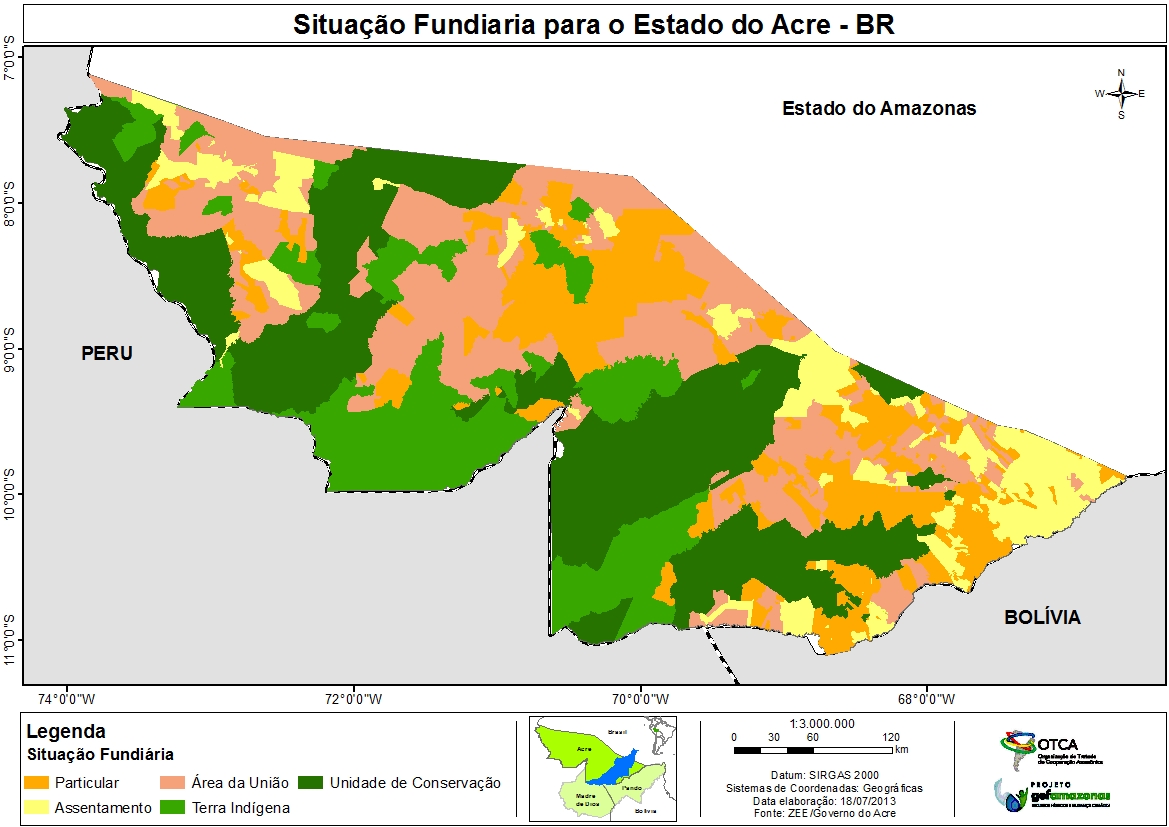 Situação Fundiaria para o Estado do Acre - BR
7°0'0"S
8°0'0"S
9°0'0"S
10°0'0"S
11°0'0"S
Estado do Amazonas
N
W E
S
PERU
BOLÍVIA
74°0'0"W 72°0'0"W 70°0'0"W 68°0'0"W
Legenda
Situação Fundiária
Particular Área da União Unidade de Conservação
Assentamento Terra Indígena
Brasil
Acre
Madre de Dios
Pando
Bolivia
1:3.000.000
0 30 60 120
km
Datum: SIRGAS 2000
Sistemas de Coordenadas: Geográficas
Data elaboração: 18/07/2013
Fonte: ZEE/Governo do Acre
OTCA
Organização do Tratado
de Cooperação Amazônica
PROJETO
gefamazonas